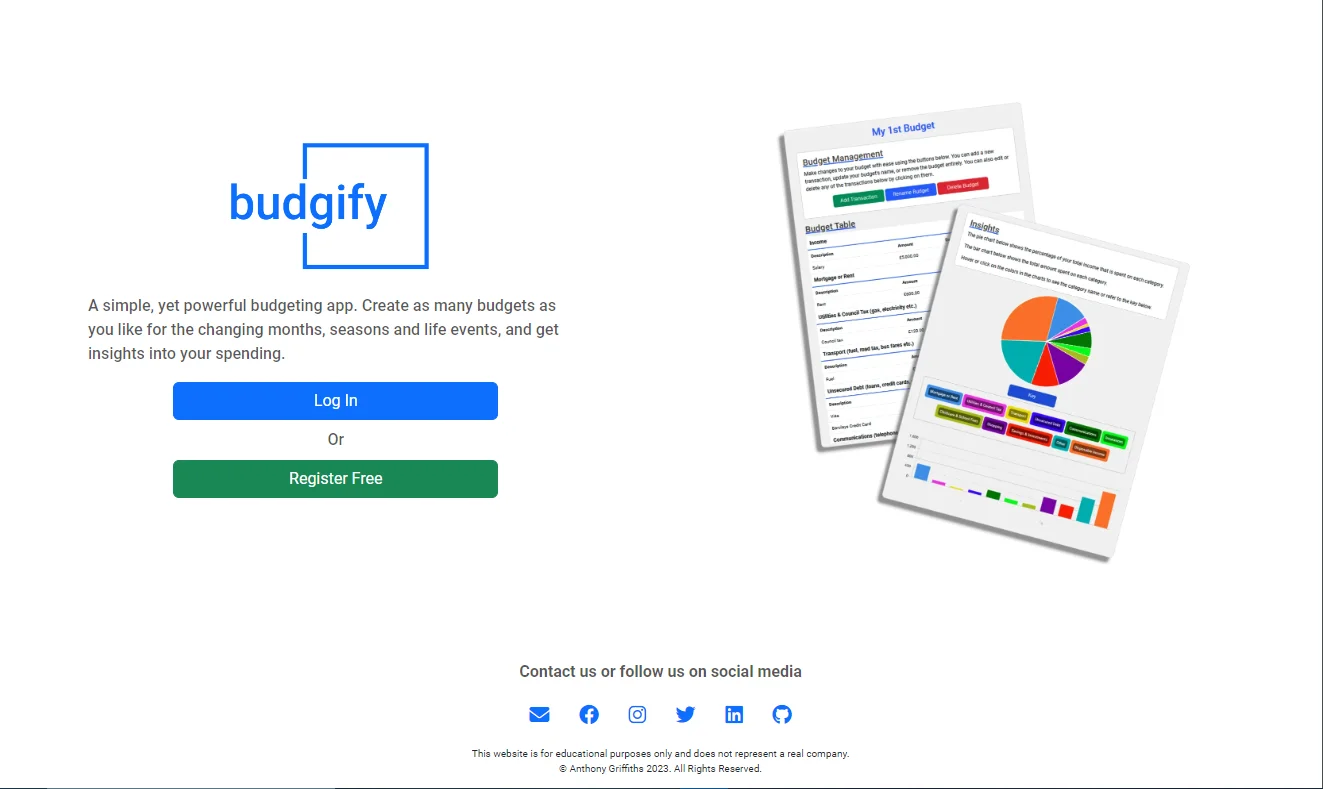 budgify
A simple, yet powerful budgeting app. Create as many budgets as
you like for the changing months, seasons and life events, and get
insights into your spending.
Log In
Or
Register Free
My 1st Budget
Budget Management
Make changes to your budget with ease using the buttons below. You can add a new
transaction, update your budget's name, or remove the budget entirely. You can also edit or
delete any of the transactions below by clicking on them.
Add Transaction
Rename Budget
Delete Budget
Budget Table
Income
Description
Amount
Salary
Mortgage or Rent
Description
Amount
Rent
Utilities & Council Tax (gas, electricity etc.)
Description
Amount
Council tax
Transport (fuel, road tax, bus fares etc.)
Description
Fuel
Unsecured Debt (loans, credit cards
Description
Visa
Barclays Credit Card
Communications (telephon
Insights
The pie chart below shows the percentage of your total income that is spent on each category.
The bar chart below shows the total amount spent on each category.
Hover or click on the colors in the charts to see the category name or refer to the key below.
Key
Mortgage or Rent
Utilities & Council Tax
Transport
Unsecured Debt
Contact us or follow us on social media
This website is for educational purposes only and does not represent a real company.
© Anthony Griffiths 2023. All Rights Reserved.